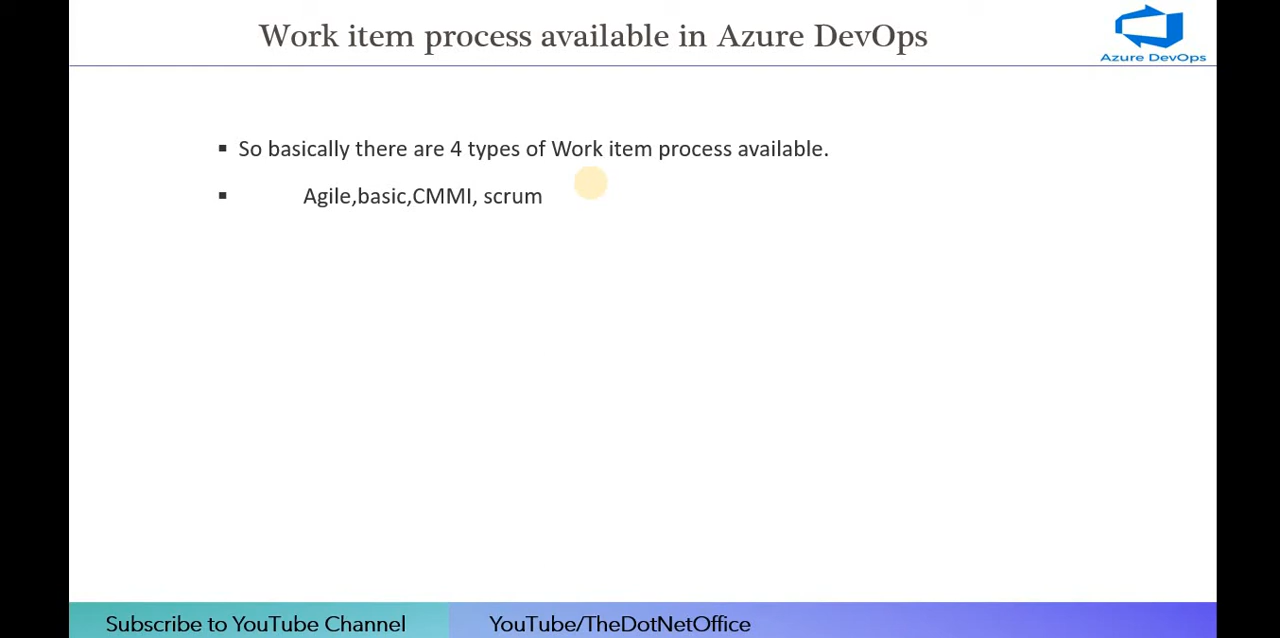 Work item process available in Azure DevOps
Azure DevOps
So basically there are 4 types of Work item process available.
Agile,basic,CMMI, scrum
Subscribe to YouTube Channel
YouTube/TheDotNetOffice